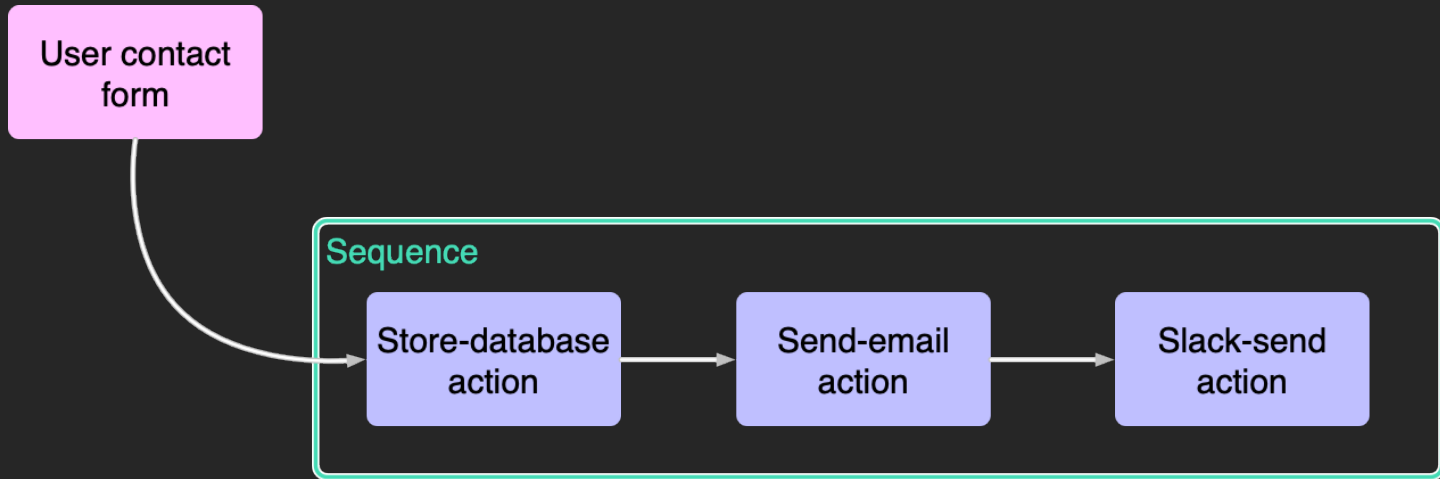 User contact
form
Sequence
Store-database
action
Send-email
action
Slack-send
action